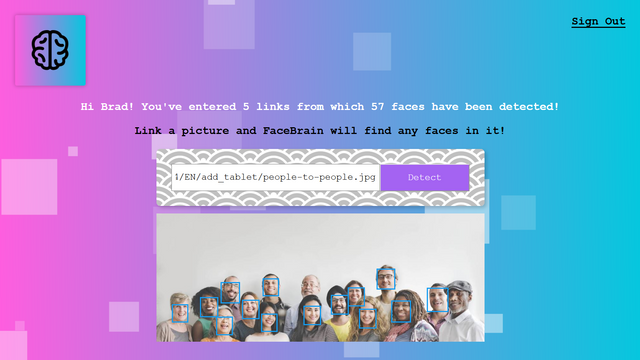 Sign Out
Hi Brad! You've entered 5 links from which 57 faces have been detected!
Link a picture and FaceBrain will find any faces in it!
/EN/add_tablet/people-to-people.jpg
Detect